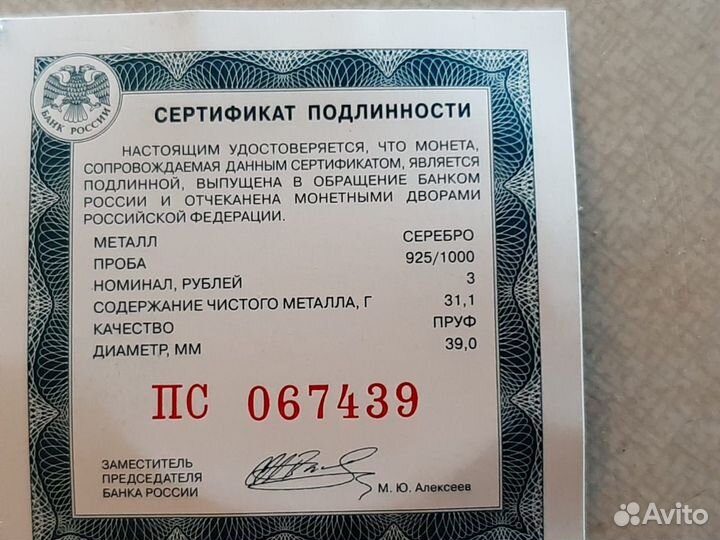 БАНК РОССИИ
СЕРТИФИКАТ ПОДЛИННОСТИ
НАСТОЯЩИМ УДОСТОВЕРЯЕТСЯ, ЧТО МОНЕТА,
СОПРОВОЖДАЕМАЯ ДАННЫМ СЕРТИФИКАТОМ, ЯВЛЯЕТСЯ
ПОДЛИННОЙ, ВЫПУЩЕНА В ОБРАЩЕНИЕ БАНКОМ
РОССИИ И ОТЧЕКАНЕНА МОНЕТНЫМИ ДВОРАМИ
РОССИЙСКОЙ ФЕДЕРАЦИИ.
МЕТАЛЛ СЕРЕБРО
ПРОБА 925/1000
НОМИНАЛ, РУБЛЕЙ 3
СОДЕРЖАНИЕ ЧИСТОГО МЕТАЛЛА, Г 31,1
КАЧЕСТВО ПРУФ
ДИАМЕТР, ММ 39,0
ПС 067439
ЗАМЕСТИТЕЛЬ
ПРЕДСЕДАТЕЛЯ
БАНКА РОССИИ М. Ю. Алексеев
Avito